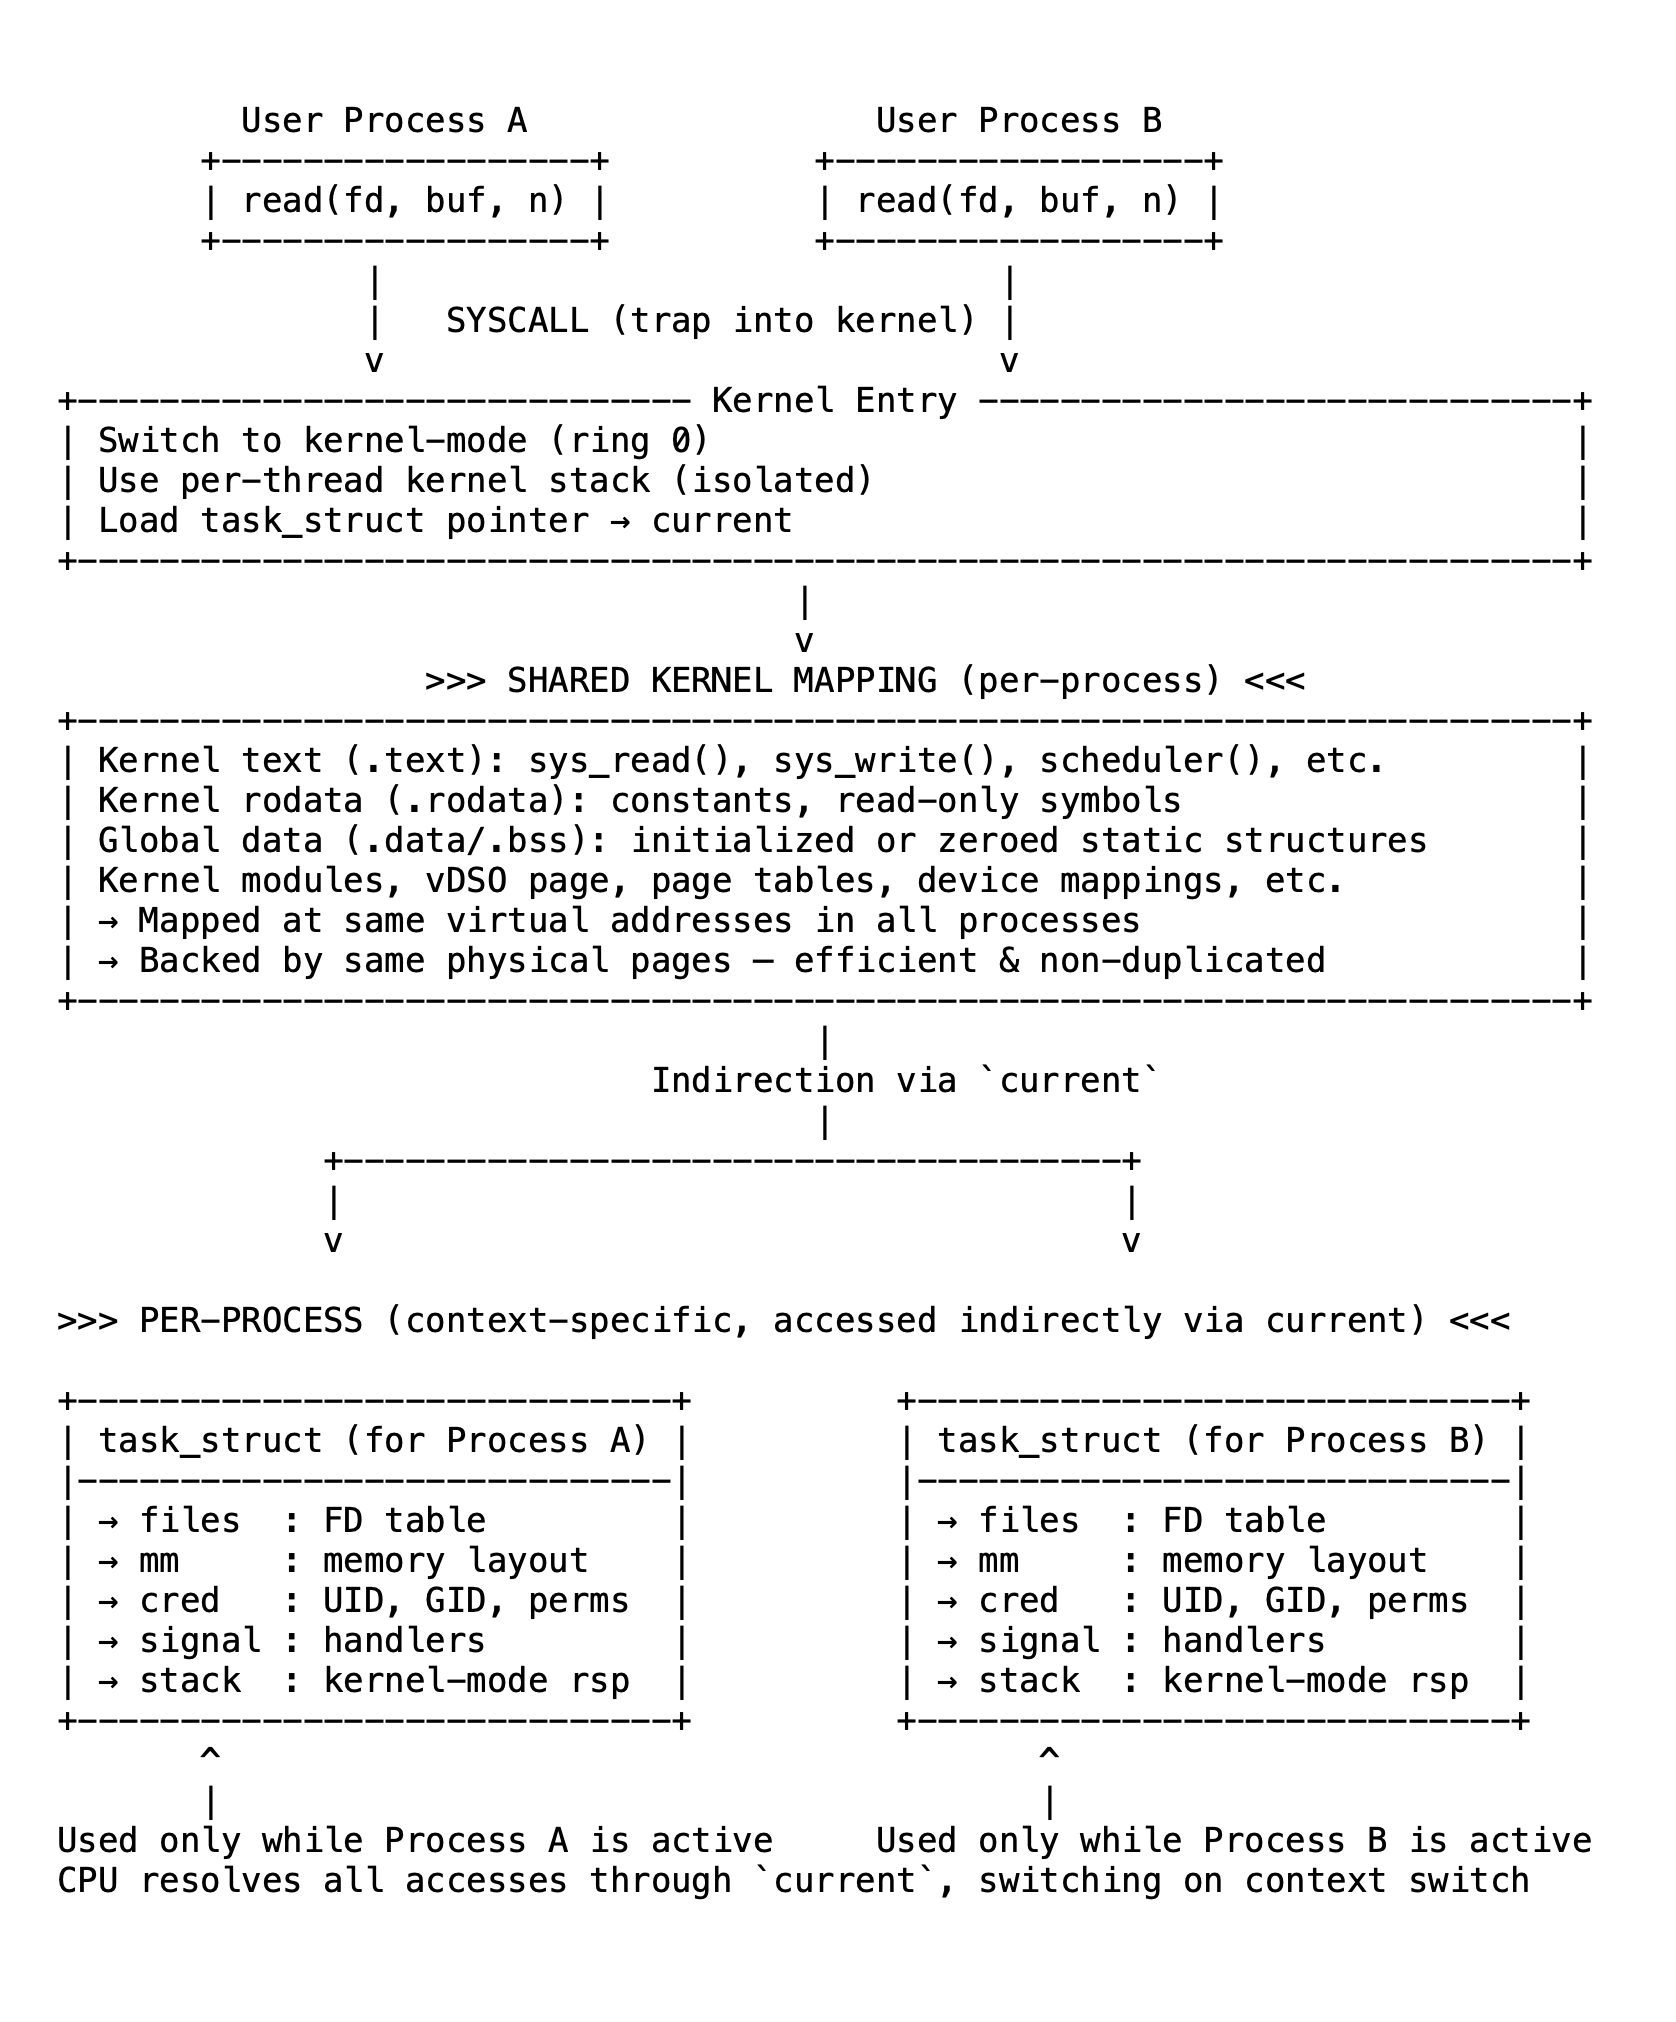 User Process A                 User Process B
+------------------+          +------------------+
| read(fd, buf, n) |          | read(fd, buf, n) |
+------------------+          +------------------+
|                              |
|   SYSCALL (trap into kernel) |
v                              v
+------------------------------ Kernel Entry -----------------------------+
| Switch to kernel-mode (ring 0)                                          |
| Use per-thread kernel stack (isolated)                                  |
| Load task_struct pointer → current                                      |
+-------------------------------------------------------------------------+
|
v
>>> SHARED KERNEL MAPPING (per-process) <<<
+-------------------------------------------------------------------------+
| Kernel text (.text): sys_read(), sys_write(), scheduler(), etc.         |
| Kernel rodata (.rodata): constants, read-only symbols                   |
| Global data (.data/.bss): initialized or zeroed static structures       |
| Kernel modules, vDSO page, page tables, device mappings, etc.           |
| → Mapped at same virtual addresses in all processes                     |
| → Backed by same physical pages — efficient & non-duplicated            |
+-------------------------------------------------------------------------+
|
Indirection via `current`
|
+--------------------------------------+
|                                      |
v                                      v
>>> PER-PROCESS (context-specific, accessed indirectly via current) <<<
+-----------------------------+          +-----------------------------+
| task_struct (for Process A) |          | task_struct (for Process B) |
|-----------------------------|          |-----------------------------|
| → files  : FD table         |          | → files  : FD table         |
| → mm     : memory layout    |          | → mm     : memory layout    |
| → cred   : UID, GID, perms  |          | → cred   : UID, GID, perms  |
| → signal : handlers         |          | → signal : handlers         |
| → stack  : kernel-mode rsp  |          | → stack  : kernel-mode rsp  |
+-----------------------------+          +-----------------------------+
^                                        ^
|                                        |
Used only while Process A is active     Used only while Process B is active
CPU resolves all accesses through `current`, switching on context switch